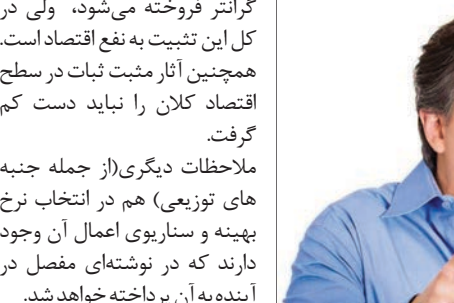 گرانتر فروخته می‌شود، ولی در
کل این تثبیت به نفع اقتصاد است.
همچنین آثار مثبت ثبات در سطح
اقتصاد کلان را نباید دست کم
گرفت.
ملاحظات دیگری(از جمله جنبه
های توزیعی) هم در انتخاب نرخ
بهینه و سناریوی اعمال آن وجود
دارند که در نوشته‌ای مفصل در
آینده به آن پرداخته خواهد شد.